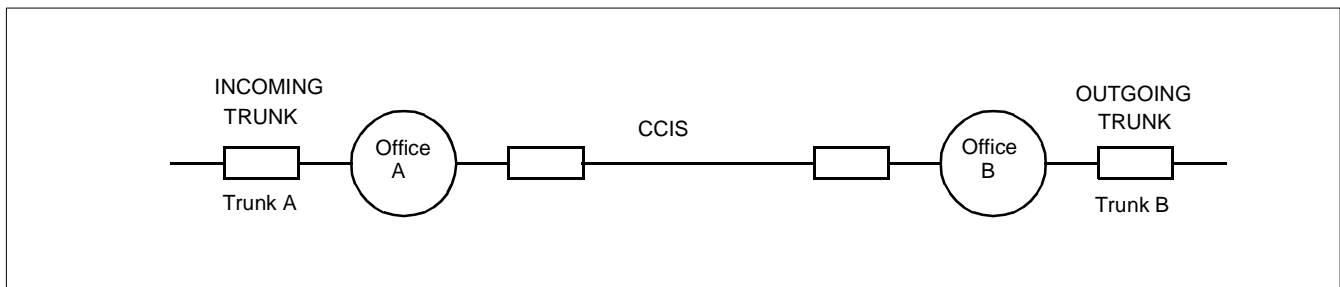 INCOMING
TRUNK
Trunk A
Office
A
CCIS
Office
B
OUTGOING
TRUNK
Trunk B